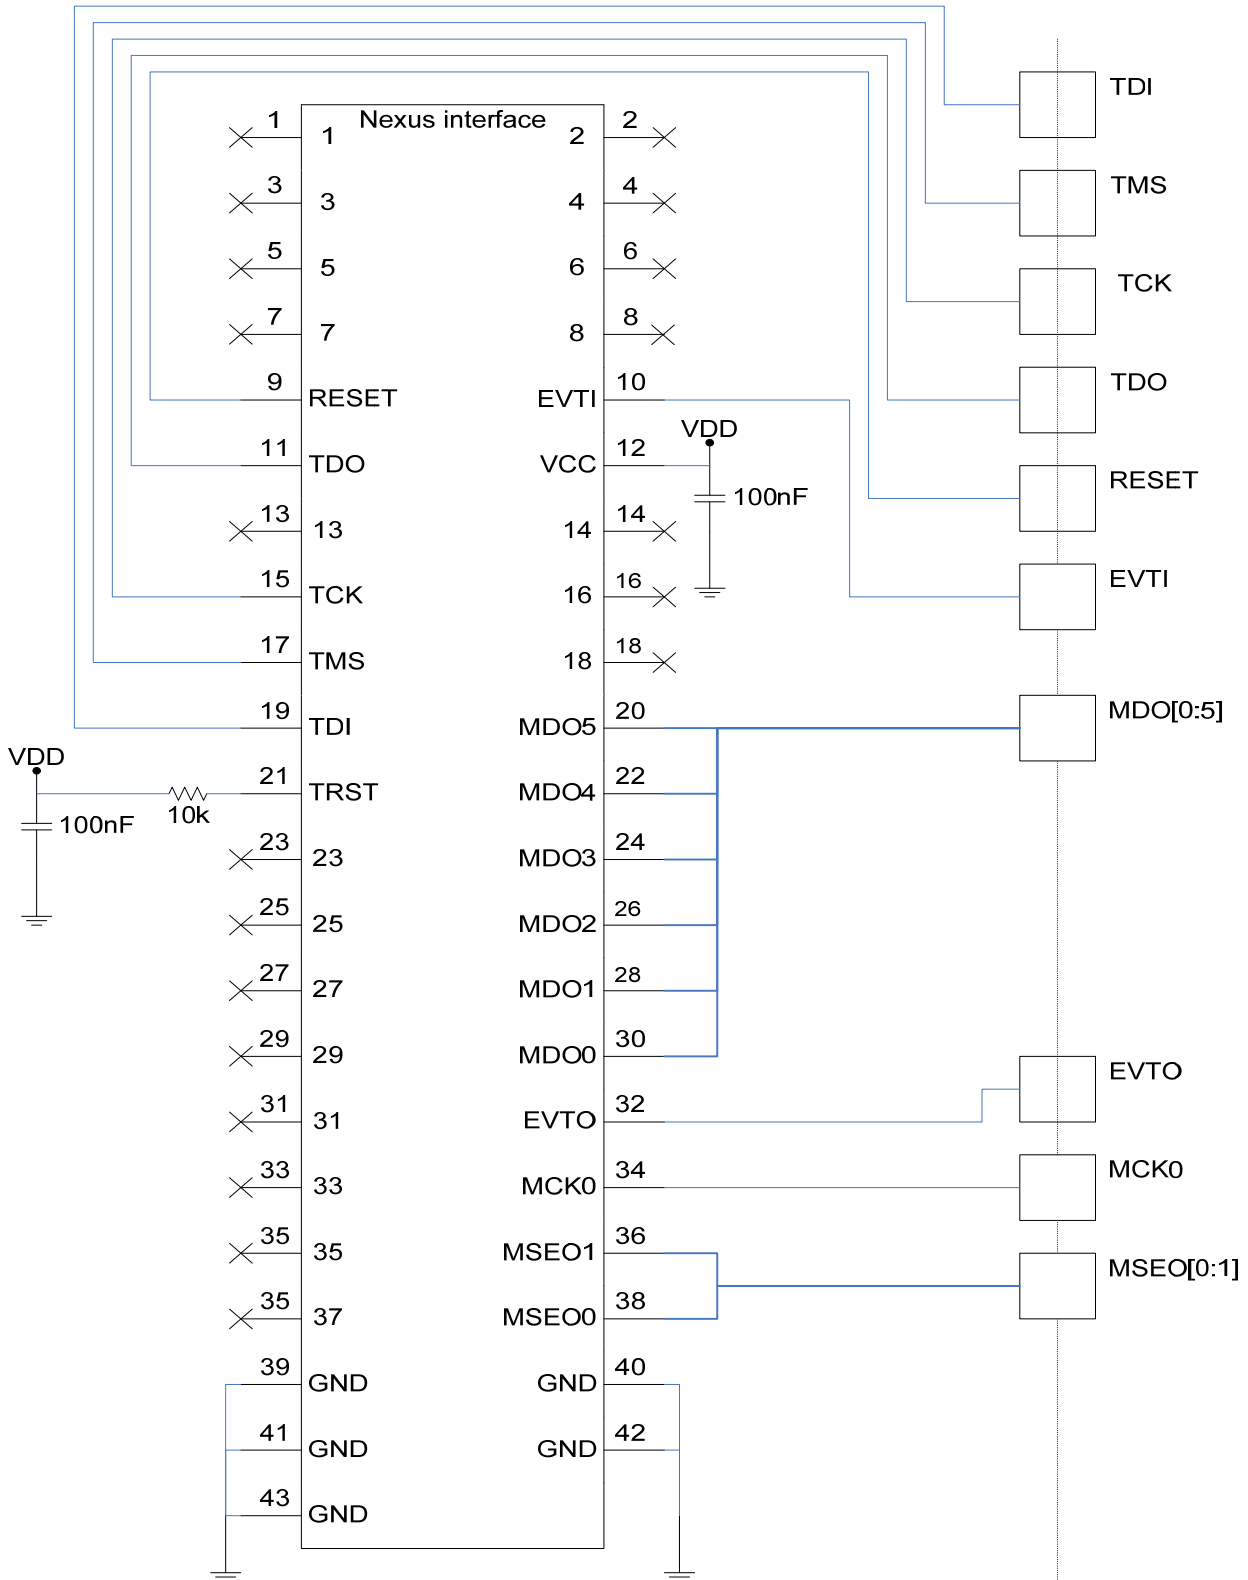 TDI
Nexus interface
1 1 2 2
TMS
3 3 4 4
5 5 6 6
TCK
7 7 8 8
TDO
9 RESET EVTI 10
VDD
11 TDO VCC 12
RESET
100nF
13 13 14 14
EVTI
15 TCK 16 16
17 TMS 18 18
19 TDI MDO5 20
MDO[0:5]
VDD
21 TRST MDO4 22
10k
100nF
23 23 MDO3 24
25 25 MDO2 26
27 27 MDO1 28
29 29 MDO0 30
EVTO
31 31 EVTO 32
33 33 MCK0 34
MCK0
35 35 MSEO1 36
MSEO[0:1]
35 37 MSEO0 38
39 GND GND 40
41 GND GND 42
43 GND